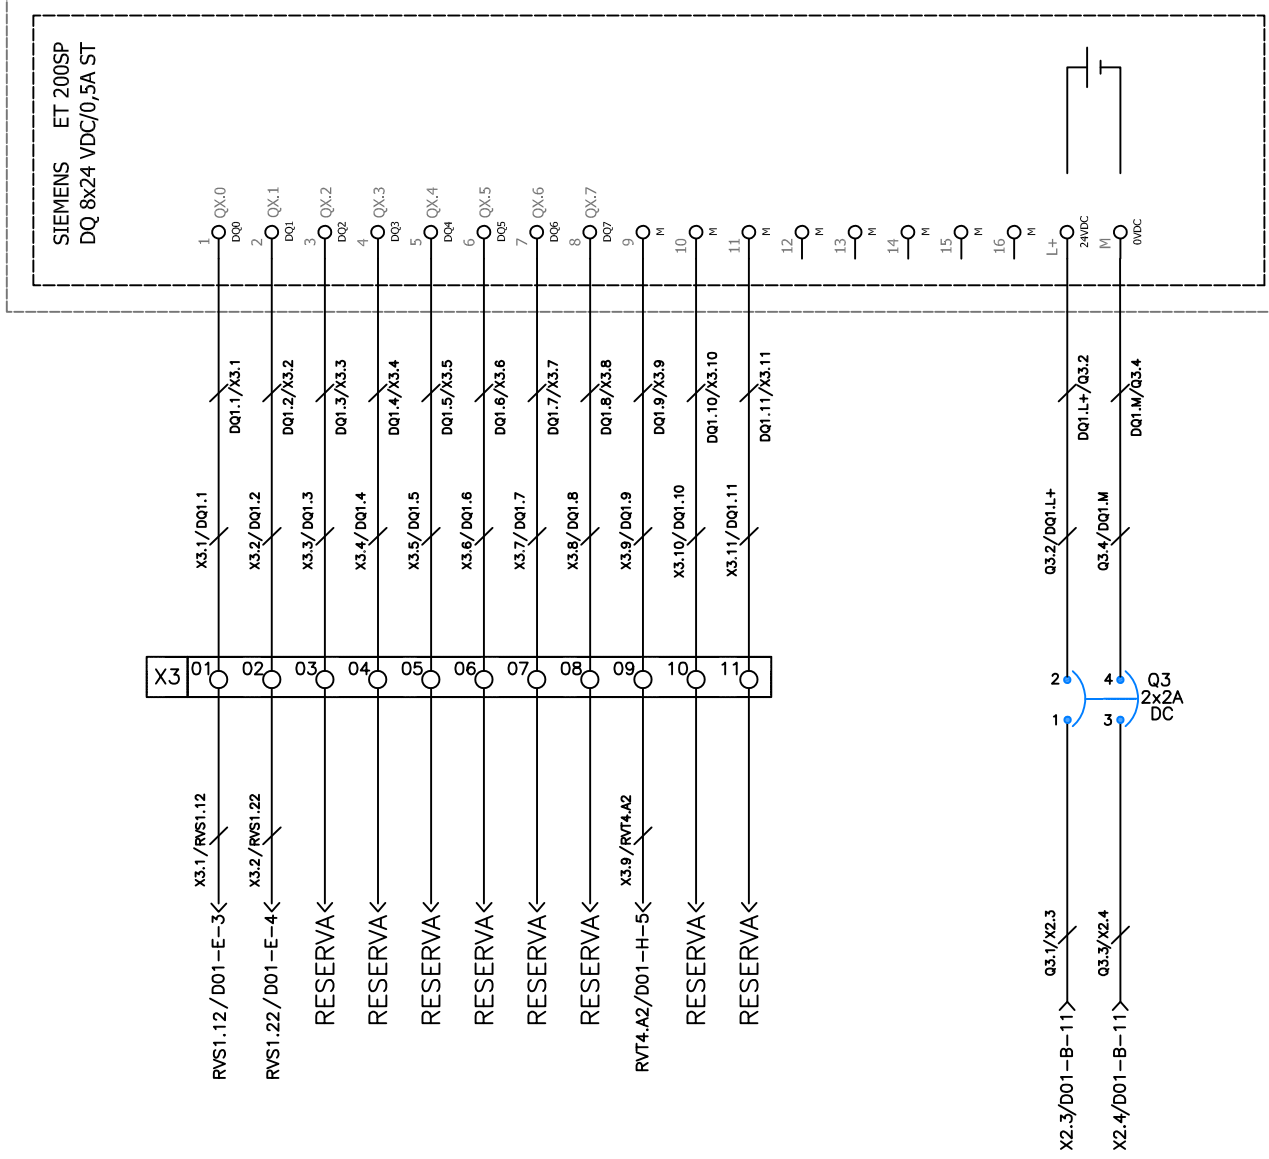 SIEMENS ET 200SP
DQ 8x24 VDC/0,5A ST
QX.0 QX.1 QX.2 QX.3 QX.4 QX.5 QX.6 QX.7
1 DQ0 2 DQ1 3 DQ2 4 DQ3 5 DQ4 6 DQ5 7 DQ6 8 DQ7 9 M 10 M 11 M 12 M 13 M 14 M 15 M 16 M L+ 24VDC M 0VDC
DQ1.1/X3.1 DQ1.2/X3.2 DQ1.3/X3.3 DQ1.4/X3.4 DQ1.5/X3.5 DQ1.6/X3.6 DQ1.7/X3.7 DQ1.8/X3.8 DQ1.9/X3.9 DQ1.10/X3.10 DQ1.11/X3.11 DQ1.L+/Q3.2 DQ1.M/Q3.4
X3.1/DQ1.1 X3.2/DQ1.2 X3.3/DQ1.3 X3.4/DQ1.4 X3.5/DQ1.5 X3.6/DQ1.6 X3.7/DQ1.7 X3.8/DQ1.8 X3.9/DQ1.9 X3.10/DQ1.10 X3.11/DQ1.11 Q3.2/DQ1.L+ Q3.4/DQ1.M
X3 01 02 03 04 05 06 07 08 09 10 11
2 4 Q3
2x2A
1 3 DC
X3.1/RVS1.12 X3.2/RVS1.22 X3.9/RVT4.A2
Q3.1/X2.3 Q3.3/X2.4
RVS1.12/D01-E-3 RVS1.22/D01-E-4 RESERVA RESERVA RESERVA RESERVA RESERVA RESERVA RVT4.A2/D01-H-5 RESERVA RESERVA
X2.3/D01-B-11 X2.4/D01-B-11